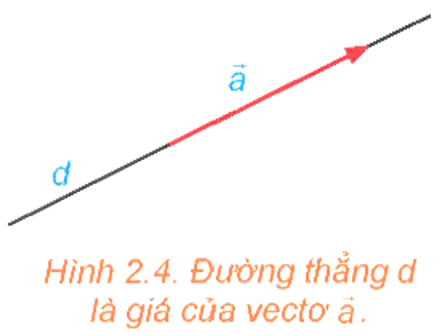 a⃗
d
Hình 2.4. Đường thẳng d
là giá của vectơ a⃗.